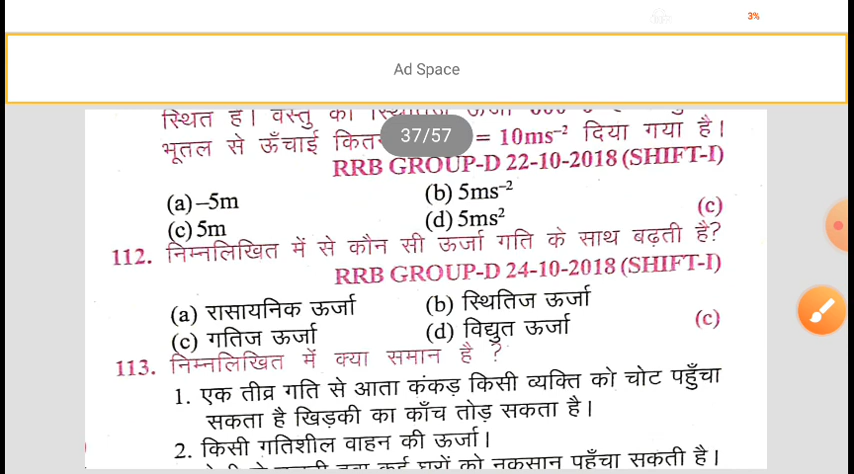 3%
Ad Space
स्थित है। वस्तु की
37/57
भूतल से ऊँचाई = 10ms⁻² दिया गया है।
RRB GROUP-D 22-10-2018 (SHIFT-I)
(a) –5m (b) 5ms⁻²
(c) 5m (d) 5ms² (c)
112. निम्नलिखित में से कौन सी ऊर्जा गति के साथ बढ़ती है?
RRB GROUP-D 24-10-2018 (SHIFT-I)
(a) रासायनिक ऊर्जा (b) स्थितिज ऊर्जा
(c) गतिज ऊर्जा (d) विद्युत ऊर्जा (c)
113. निम्नलिखित में क्या समान है ?
1. एक तीव्र गति से आता कंकड़ किसी व्यक्ति को चोट पहुँचा
सकता है खिड़की का काँच तोड़ सकता है।
2. किसी गतिशील वाहन की ऊर्जा।
हवा कई घरों को नुकसान पहुँचा सकती है।